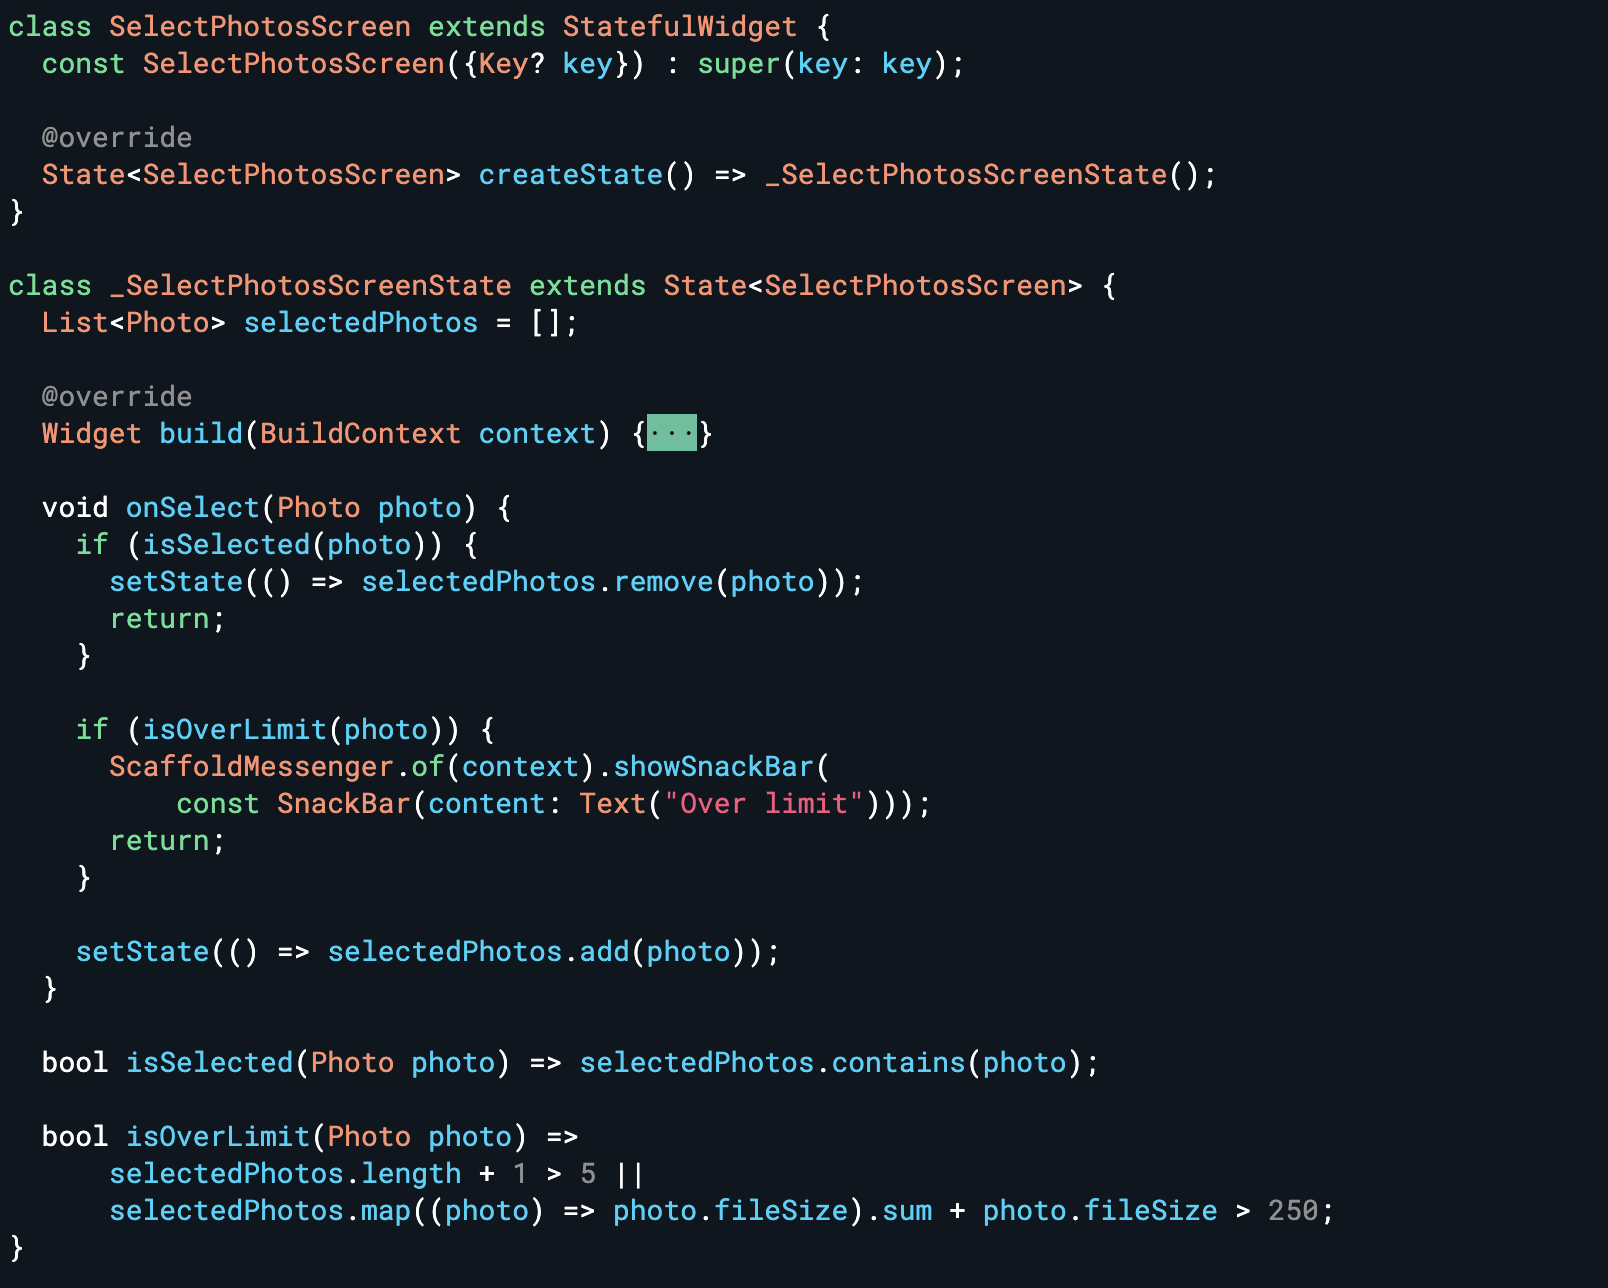 class SelectPhotosScreen extends StatefulWidget {
  const SelectPhotosScreen({Key? key}) : super(key: key);

  @override
  State<SelectPhotosScreen> createState() => _SelectPhotosScreenState();
}

class _SelectPhotosScreenState extends State<SelectPhotosScreen> {
  List<Photo> selectedPhotos = [];

  @override
  Widget build(BuildContext context) {···}

  void onSelect(Photo photo) {
    if (isSelected(photo)) {
      setState(() => selectedPhotos.remove(photo));
      return;
    }

    if (isOverLimit(photo)) {
      ScaffoldMessenger.of(context).showSnackBar(
          const SnackBar(content: Text("Over limit")));
      return;
    }

    setState(() => selectedPhotos.add(photo));
  }

  bool isSelected(Photo photo) => selectedPhotos.contains(photo);

  bool isOverLimit(Photo photo) =>
      selectedPhotos.length + 1 > 5 ||
      selectedPhotos.map((photo) => photo.fileSize).sum + photo.fileSize > 250;
}